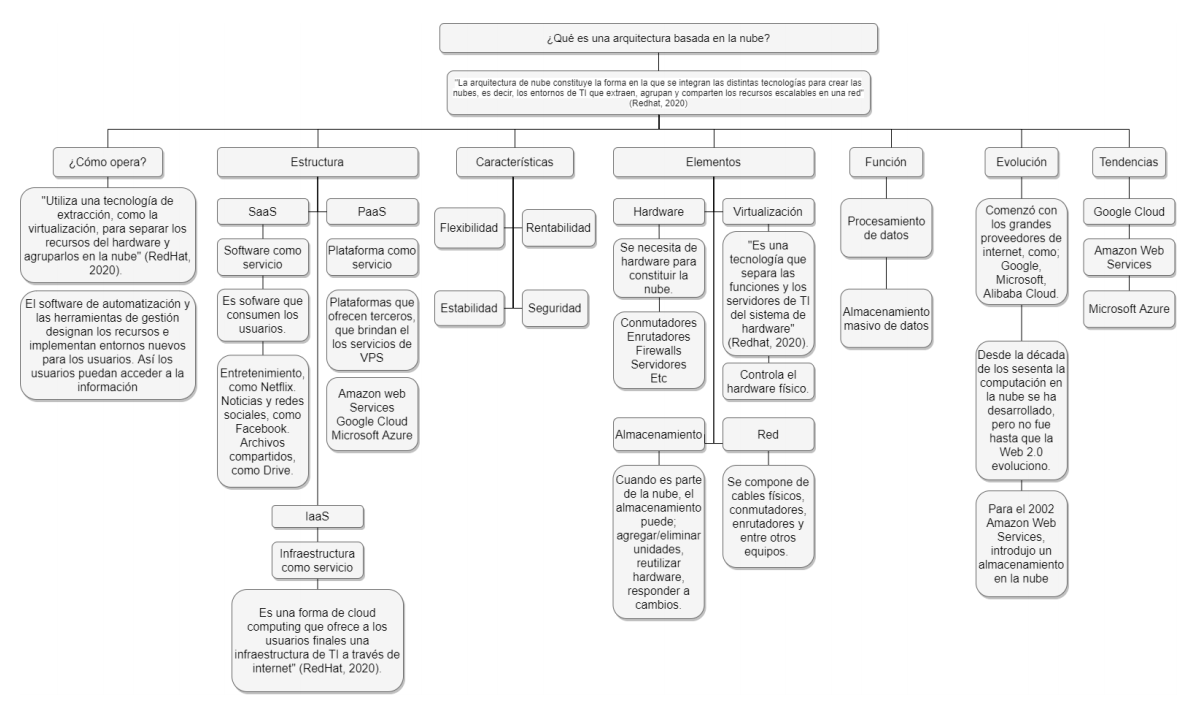 ¿Qué es una arquitectura basada en la nube?
"La arquitectura de nube constituye la forma en la que se integran las distintas tecnologías para crear las
nubes, es decir, los entornos de TI que extraen, agrupan y comparten los recursos escalables en una red"
(Redhat, 2020)
¿Cómo opera?
"Utiliza una tecnología de
extracción, como la
virtualización, para separar los
recursos del hardware y
agruparlos en la nube" (RedHat,
2020).
El software de automatización y
las herramientas de gestión
designan los recursos e
implementan entornos nuevos
para los usuarios. Así los
usuarios puedan acceder a la
información
Estructura
SaaS
Software como
servicio
Es sofware que
consumen los
usuarios.
Entretenimiento,
como Netflix.
Noticias y redes
sociales, como
Facebook.
Archivos
compartidos,
como Drive.
PaaS
Plataforma como
servicio
Plataformas que
ofrecen terceros,
que brindan el
los servicios de
VPS
Amazon web
Services
Google Cloud
Microsoft Azure
IaaS
Infraestructura
como servicio
Es una forma de cloud
computing que ofrece a los
usuarios finales una
infraestructura de TI a través de
internet" (RedHat, 2020).
Características
Flexibilidad
Rentabilidad
Estabilidad
Seguridad
Elementos
Hardware
Se necesita de
hardware para
constituir la
nube.
Conmutadores
Enrutadores
Firewalls
Servidores
Etc
Virtualización
"Es una
tecnología que
separa las
funciones y los
servidores de TI
del sistema de
hardware"
(Redhat, 2020).
Controla el
hardware físico.
Almacenamiento
Cuando es parte
de la nube, el
almacenamiento
puede;
agregar/eliminar
unidades,
reutilizar
hardware,
responder a
cambios.
Red
Se compone de
cables físicos,
conmutadores,
enrutadores y
entre otros
equipos.
Función
Procesamiento
de datos
Almacenamiento
masivo de datos
Evolución
Comenzó con
los grandes
proveedores de
internet, como;
Google,
Microsoft,
Alibaba Cloud.
Desde la década
de los sesenta la
computación en
la nube se ha
desarrollado,
pero no fue
hasta que la
Web 2.0
evoluciono.
Para el 2002
Amazon Web
Services,
introdujo un
almacenamiento
en la nube
Tendencias
Google Cloud
Amazon Web
Services
Microsoft Azure